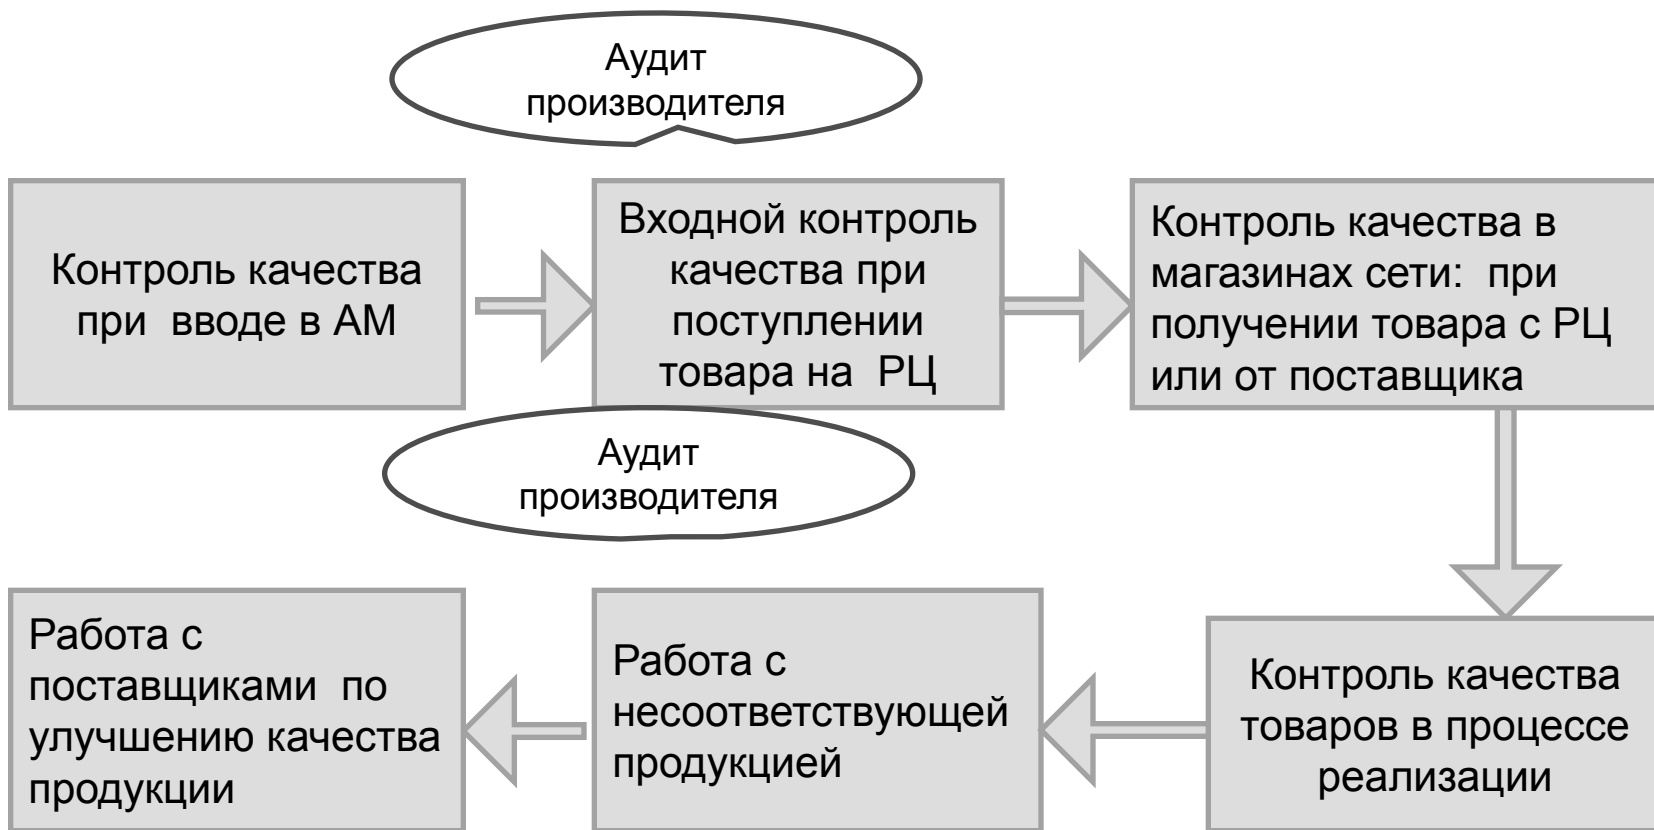 Аудит
производителя
Контроль качества
при вводе в АМ
Входной контроль
качества при
поступлении
товара на РЦ
Контроль качества в
магазинах сети: при
получении товара с РЦ
или от поставщика
Аудит
производителя
Работа с
поставщиками по
улучшению качества
продукции
Работа с
несоответствующей
продукцией
Контроль качества
товаров в процессе
реализации